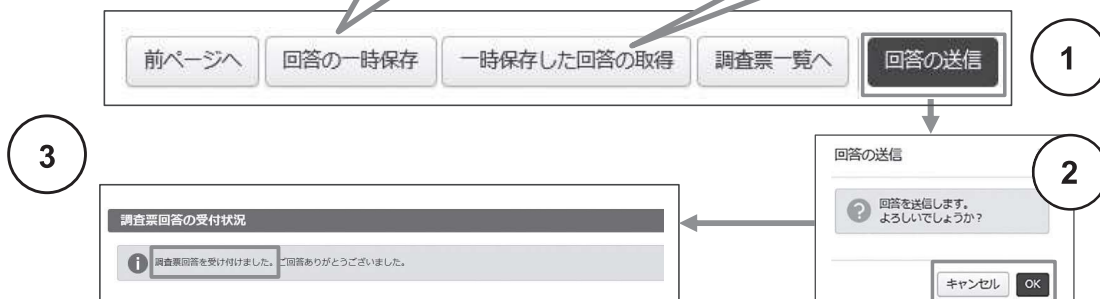 前ページへ 回答の一時保存 一時保存した回答の取得 調査票一覧へ 回答の送信 1
3
回答の送信
2
回答を送信します。
よろしいでしょうか?
調査票回答の受付状況
調査票回答を受け付けました。ご回答ありがとうございました。
キャンセル OK